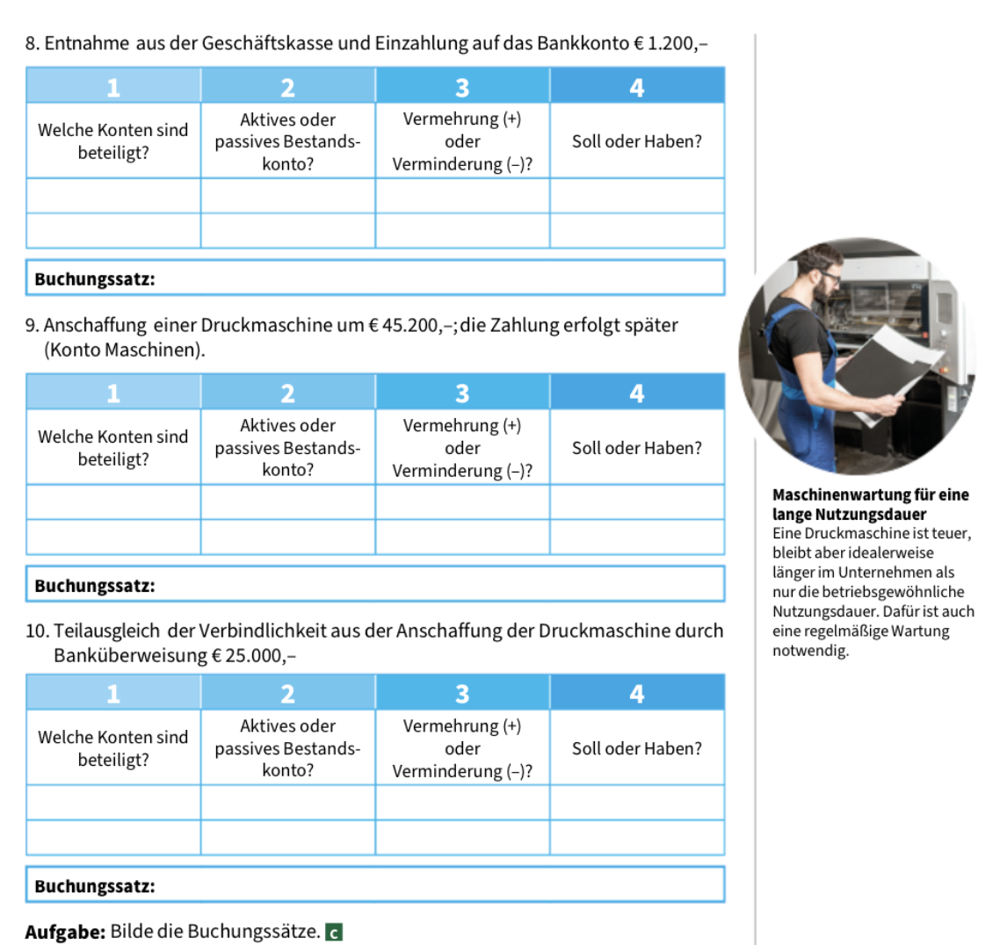 8. Entnahme aus der Geschäftskasse und Einzahlung auf das Bankkonto € 1.200,–
1 2 3 4
Welche Konten sind beteiligt? Aktives oder passives Bestands-konto? Vermehrung (+) oder Verminderung (–)? Soll oder Haben?
Buchungssatz:
9. Anschaffung einer Druckmaschine um € 45.200,–; die Zahlung erfolgt später
(Konto Maschinen).
1 2 3 4
Welche Konten sind beteiligt? Aktives oder passives Bestands-konto? Vermehrung (+) oder Verminderung (–)? Soll oder Haben?
Buchungssatz:
10. Teilausgleich der Verbindlichkeit aus der Anschaffung der Druckmaschine durch
Banküberweisung € 25.000,–
1 2 3 4
Welche Konten sind beteiligt? Aktives oder passives Bestands-konto? Vermehrung (+) oder Verminderung (–)? Soll oder Haben?
Buchungssatz:
Aufgabe: Bilde die Buchungssätze. c
Maschinenwartung für eine
lange Nutzungsdauer
Eine Druckmaschine ist teuer,
bleibt aber idealerweise
länger im Unternehmen als
nur die betriebsgewöhnliche
Nutzungsdauer. Dafür ist auch
eine regelmäßige Wartung
notwendig.